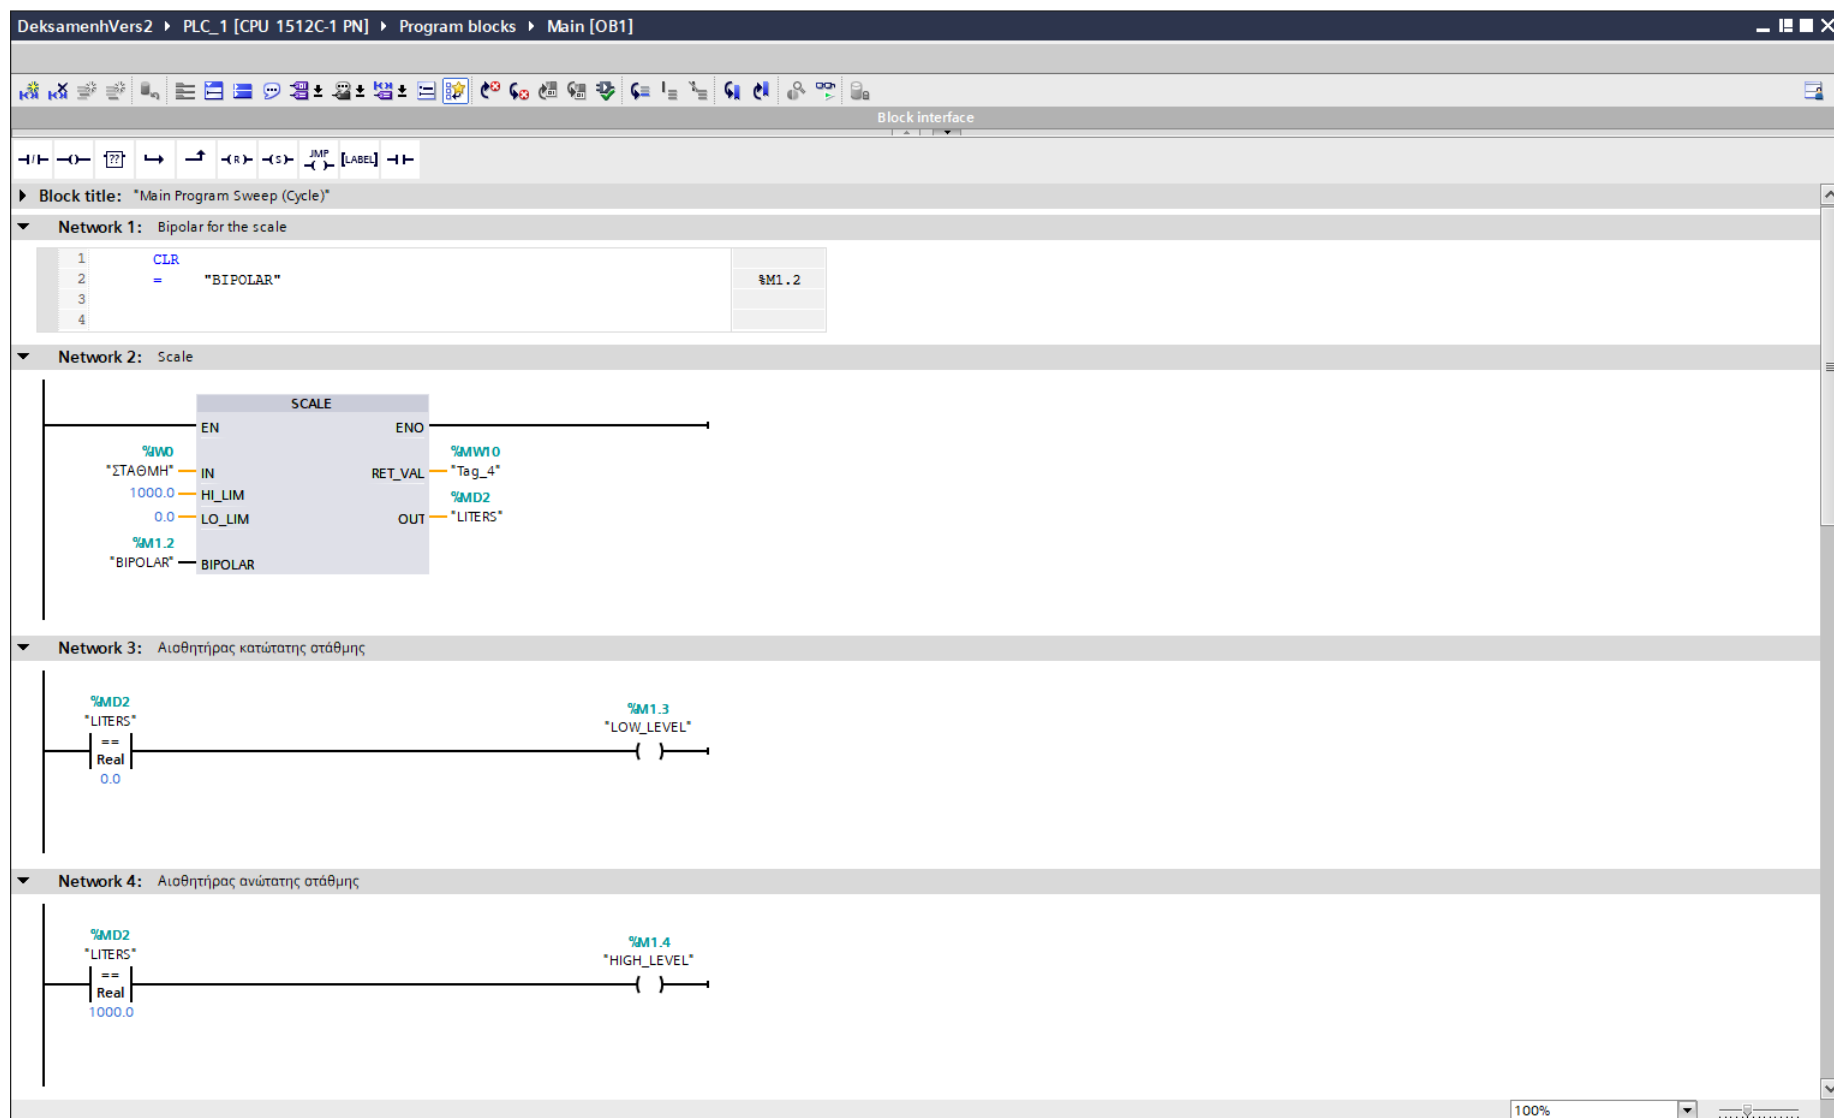 DeksamenhVers2 ▸ PLC_1 [CPU 1512C-1 PN] ▸ Program blocks ▸ Main [OB1]
Block interface
?? (R) (S) JMP [LABEL]
Block title: "Main Program Sweep (Cycle)"
Network 1: Bipolar for the scale
1 CLR
2 = "BIPOLAR" %M1.2
3
4
Network 2: Scale
SCALE
EN ENO
%IW0 %MW10
"ΣΤΑΘΜΗ" IN RET_VAL "Tag_4"
1000.0 HI_LIM %MD2
0.0 LO_LIM OUT "LITERS"
%M1.2
"BIPOLAR" BIPOLAR
Network 3: Αισθητήρας κατώτατης στάθμης
%MD2 %M1.3
"LITERS" "LOW_LEVEL"
==
Real
0.0
Network 4: Αισθητήρας ανώτατης στάθμης
%MD2 %M1.4
"LITERS" "HIGH_LEVEL"
==
Real
1000.0
100%